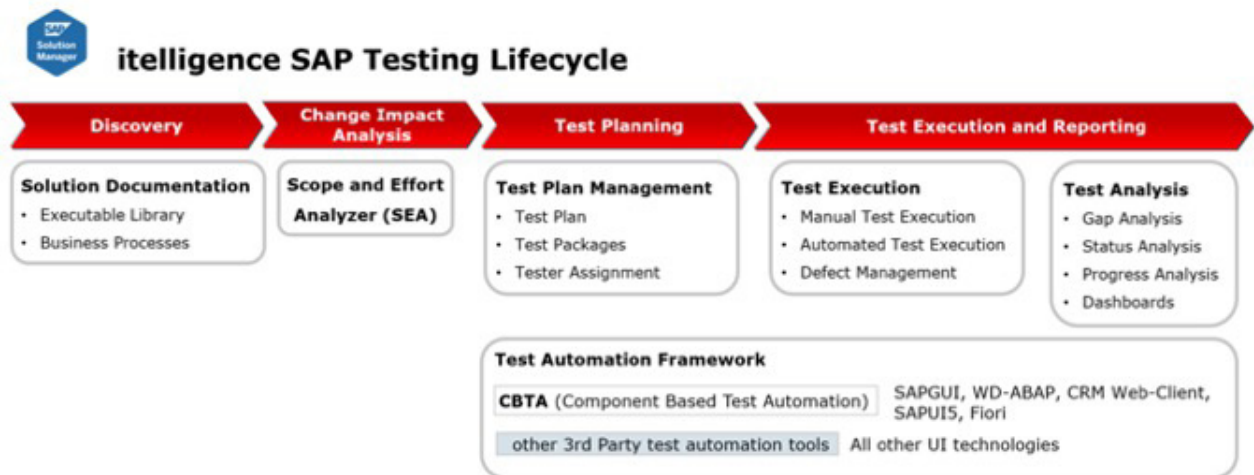 SAP
Solution
Manager
itelligence SAP Testing Lifecycle
Discovery
Change Impact
Analysis
Test Planning
Test Execution and Reporting
Solution Documentation
• Executable Library
• Business Processes
Scope and Effort
Analyzer (SEA)
Test Plan Management
• Test Plan
• Test Packages
• Tester Assignment
Test Execution
• Manual Test Execution
• Automated Test Execution
• Defect Management
Test Analysis
• Gap Analysis
• Status Analysis
• Progress Analysis
• Dashboards
Test Automation Framework
CBTA (Component Based Test Automation)
SAPGUI, WD-ABAP, CRM Web-Client,
SAPUI5, Fiori
other 3rd Party test automation tools
All other UI technologies